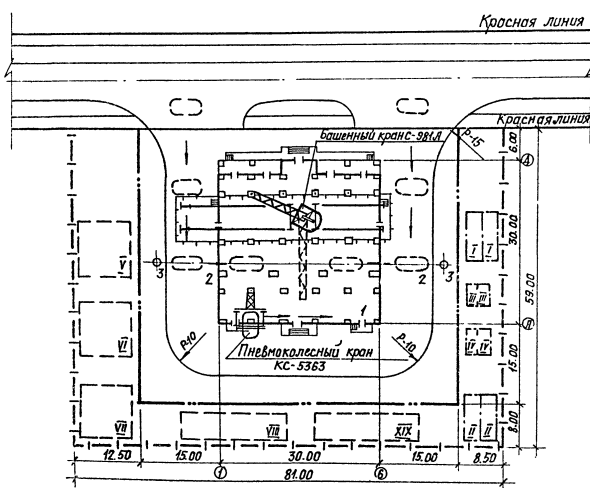 Красная линия
Красная линия
Башенный кран С-981А
Р-15
6.00
Д
30.00
59.00
V
3
2
2
3
I
I
III
III
1
Л
VI
Р-10
Р-10
IV
IV
15.00
Пневмоколесный кран
КС-5363
VII
VIII
XIX
II
II
8.00
12.50
15.00
30.00
15.00
8.50
1
6
81.00